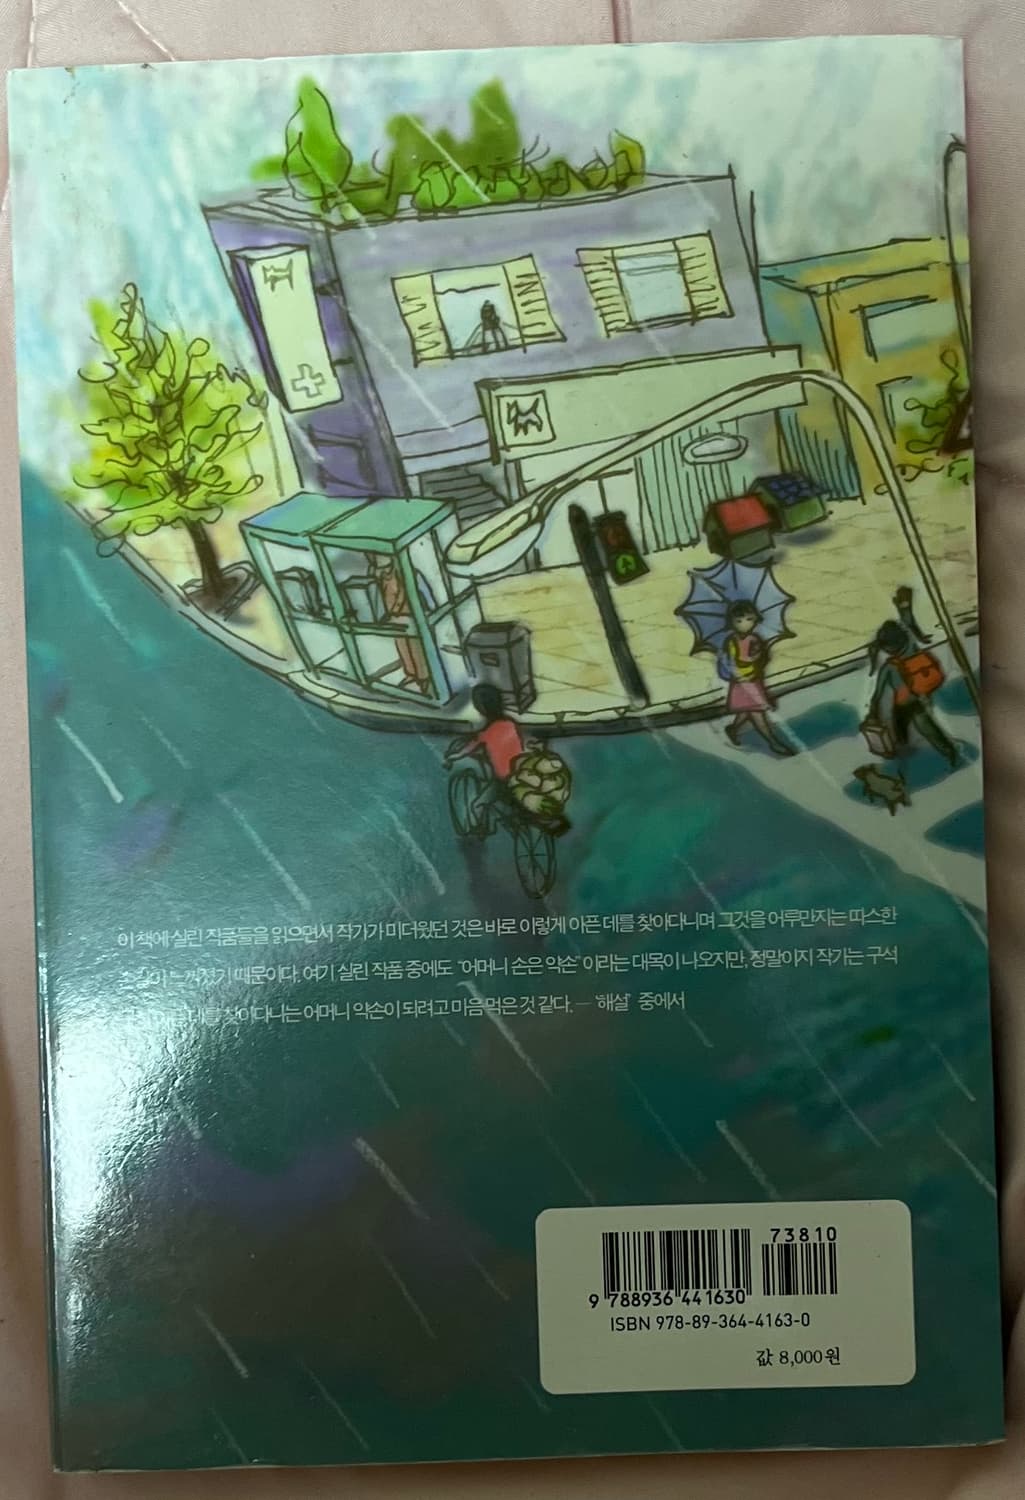 이 책에 실린 작품들을 읽으면서 작가가 미더웠던 것은 바로 이렇게 아픈 데를 찾아다니며 그것을 어루만지는 따스한
때문이다. 여기 실린 작품 중에도 "어머니 손은 약손"이라는 대목이 나오지만, 정말이지 작가는 구석
데를 찾아다니는 어머니 약손이 되려고 마음 먹은 것 같다. — '해설' 중에서
73810
9 788936 441630
ISBN 978-89-364-4163-0
값 8,000원